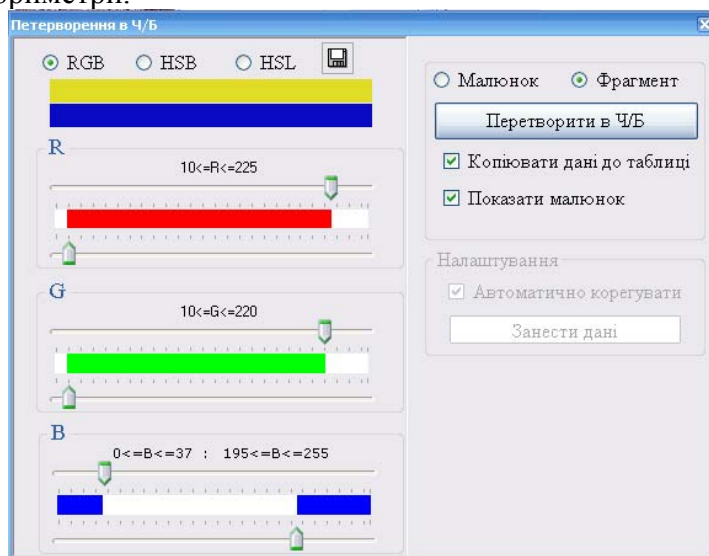 Петерворення в Ч/Б
RGB HSB HSL
R
10<=R<=225
G
10<=G<=220
B
0<=B<=37 : 195<=B<=255
Малюнок Фрагмент
Перетворити в Ч/Б
Копіювати дані до таблиці
Показати малюнок
Налаштування
Автоматично корегувати
Занести дані